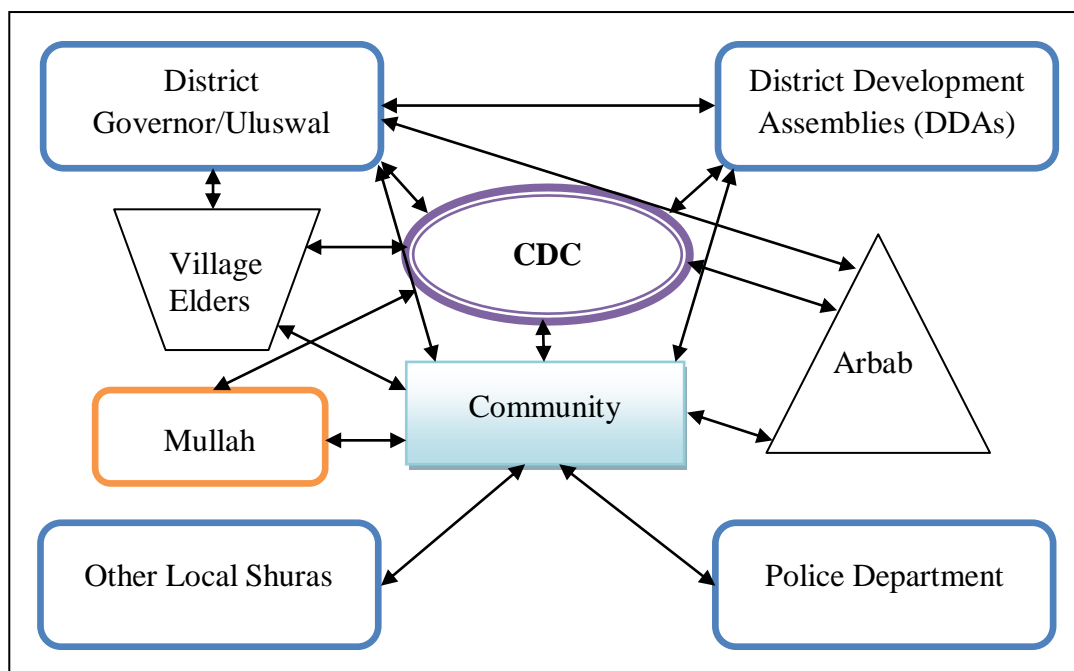 District
Governor/Uluswal
District Development
Assemblies (DDAs)
CDC
Village
Elders
Arbab
Community
Mullah
Other Local Shuras
Police Department